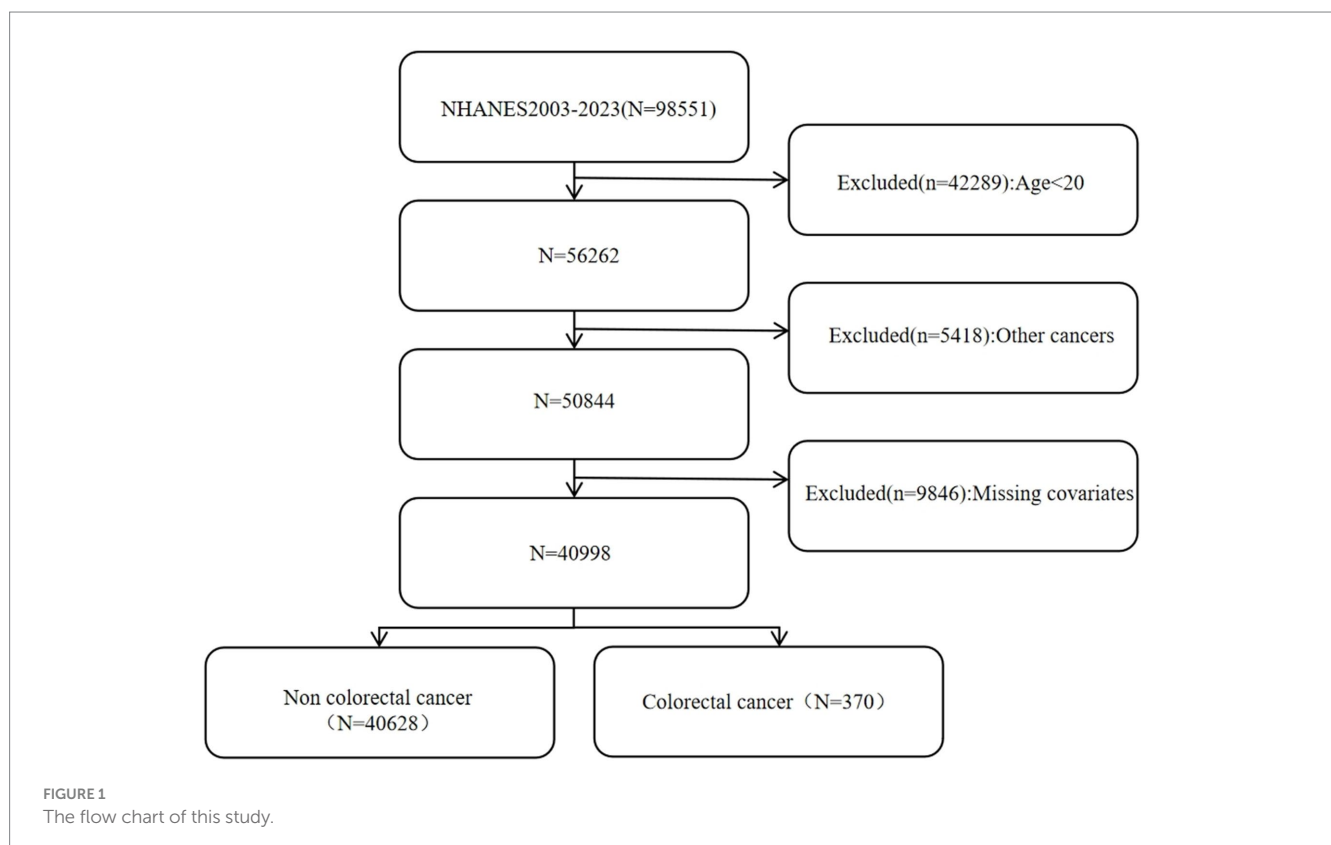 NHANES2003-2023(N=98551)
Excluded(n=42289):Age<20
N=56262
Excluded(n=5418):Other cancers
N=50844
Excluded(n=9846):Missing covariates
N=40998
Non colorectal cancer
（N=40628）
Colorectal cancer（N=370）
FIGURE 1
The flow chart of this study.